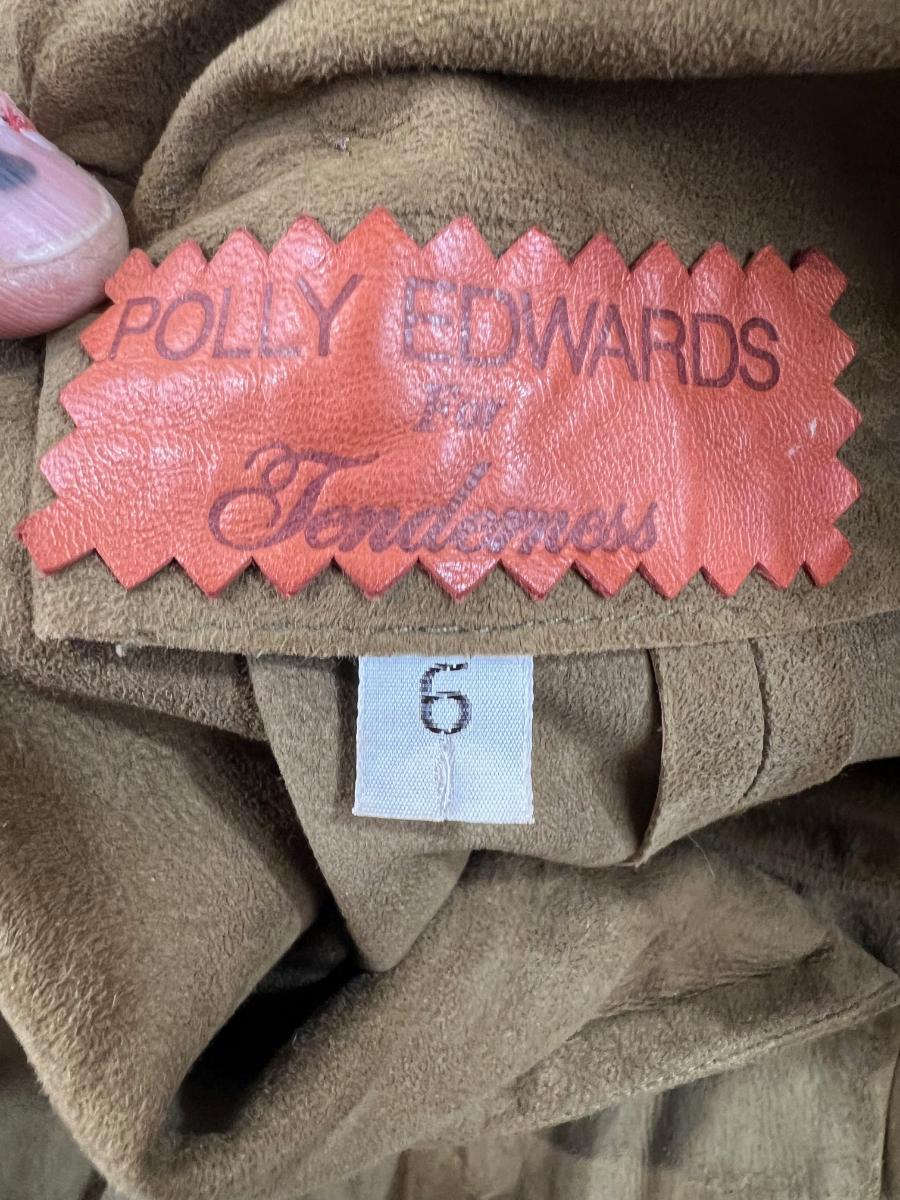 POLLY EDWARDS
For
Tenderness
6